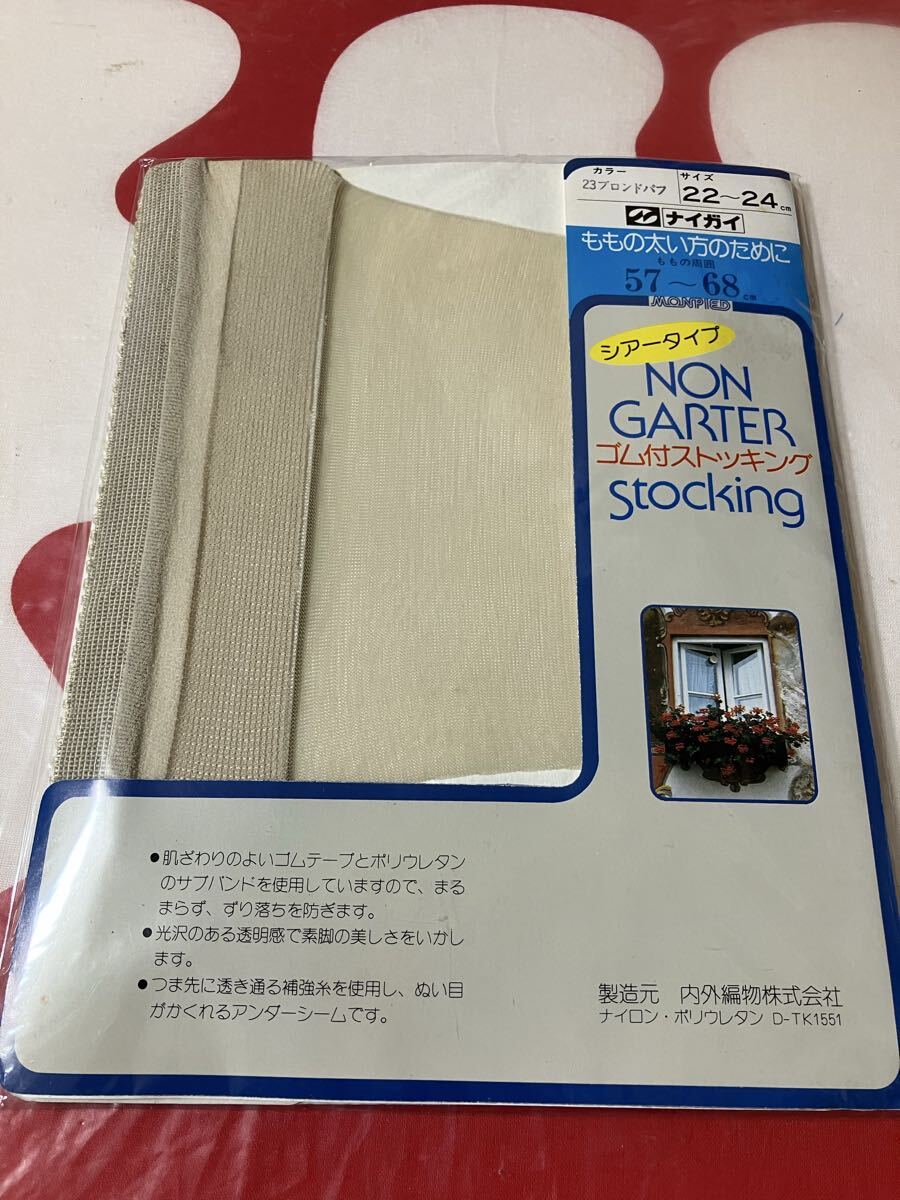 カラー
23ブロンドパフ
サイズ
22〜24cm
ナイガイ
ももの太い方のために
ももの周囲
57〜68cm
MONPIED
シアータイプ
NON
GARTER
ゴム付ストッキング
Stocking
●肌ざわりのよいゴムテープとポリウレタン
のサブバンドを使用していますので、まる
まらず、ずり落ちを防ぎます。
●光沢のある透明感で素脚の美しさをいかし
ます。
●つま先に透き通る補強糸を使用し、ぬい目
がかくれるアンダーシームです。
製造元 内外編物株式会社
ナイロン・ポリウレタン D-TK1551